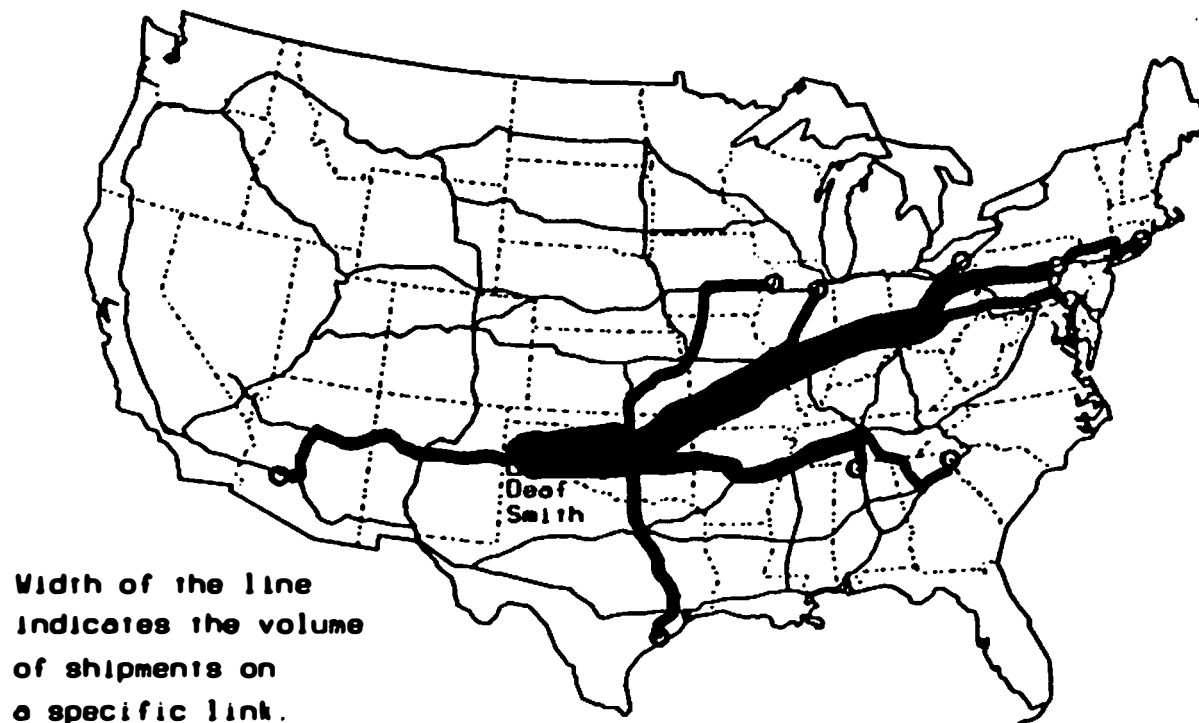 Deaf
Smith
Width of the line
indicates the volume
of shipments on
a specific link.